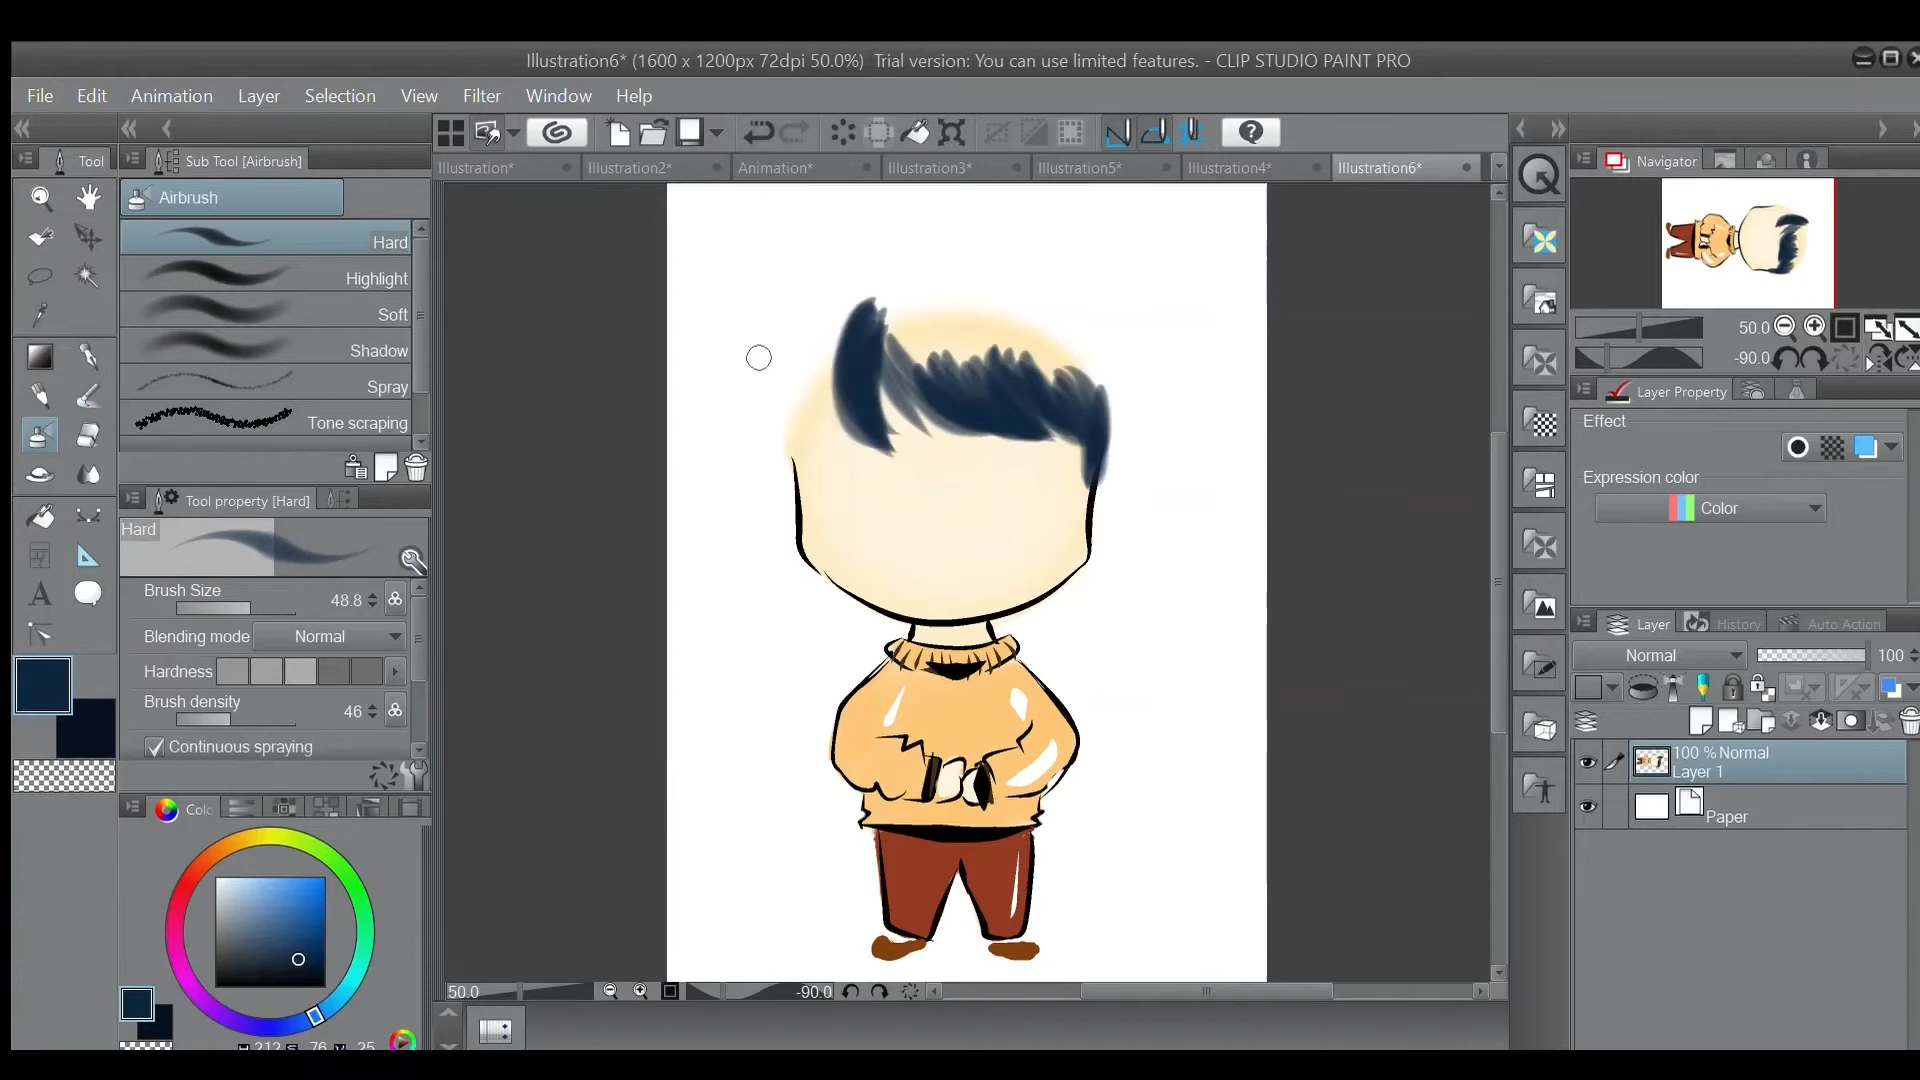 Illustration6* (1600 x 1200px 72dpi 50.0%)  Trial version: You can use limited features. - CLIP STUDIO PAINT PRO
File Edit Animation Layer Selection View Filter Window Help
Tool
Sub Tool [Airbrush]
Illustration* Illustration2* Animation* Illustration3* Illustration5* Illustration4* Illustration6*
Navigator
Airbrush
Hard
Highlight
Soft
Shadow
Spray
Tone scraping
50.0
-90.0
Layer Property
Effect
Expression color
Color
Tool property [Hard]
Hard
Brush Size 48.8
Blending mode Normal
Hardness
Brush density 46
Continuous spraying
A
Layer History Auto Action
Normal 100
100 % Normal
Layer 1
Paper
50.0 -90.0
H 212 S 76 V 25